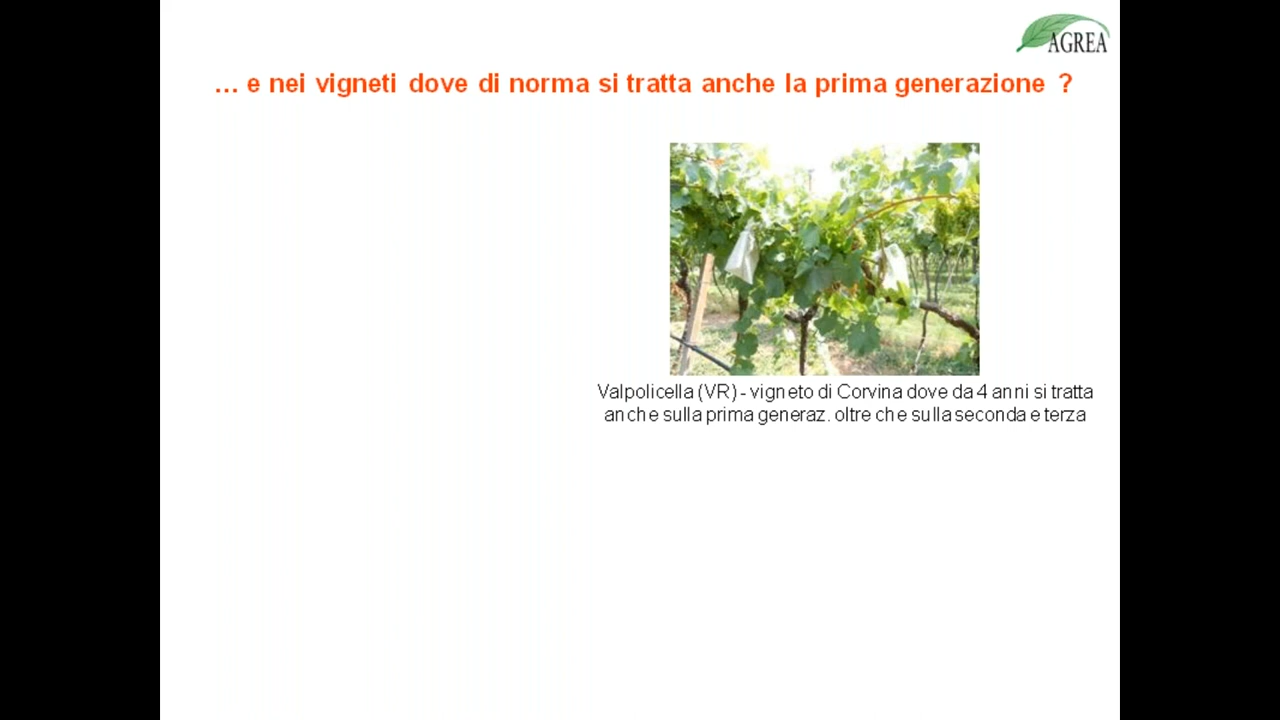 AGREA
… e nei vigneti dove di norma si tratta anche la prima generazione ?
Valpolicella (VR) - vigneto di Corvina dove da 4 anni si tratta
anche sulla prima generaz. oltre che sulla seconda e terza